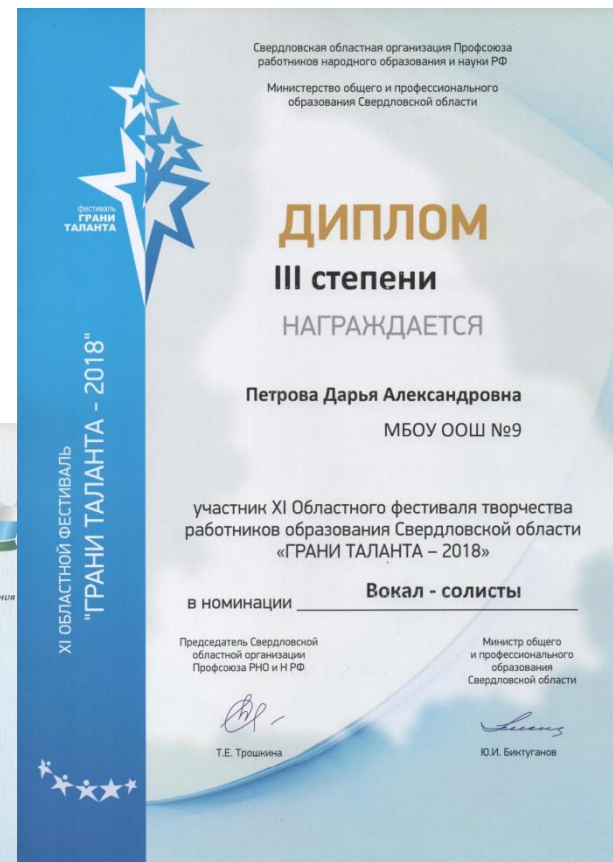 Свердловская областная организация Профсоюза
работников народного образования и науки РФ
Министерство общего и профессионального
образования Свердловской области
фестиваль
ГРАНИ
ТАЛАНТА
ДИПЛОМ
III степени
НАГРАЖДАЕТСЯ
Петрова Дарья Александровна
МБОУ ООШ №9
XI ОБЛАСТНОЙ ФЕСТИВАЛЬ
"ГРАНИ ТАЛАНТА - 2018"
участник XI Областного фестиваля творчества
работников образования Свердловской области
«ГРАНИ ТАЛАНТА – 2018»
в номинации Вокал - солисты
Председатель Свердловской
областной организации
Профсоюза РНО и Н РФ
Т.Е. Трошкина
Министр общего
и профессионального
образования
Свердловской области
Ю.И. Биктуганов